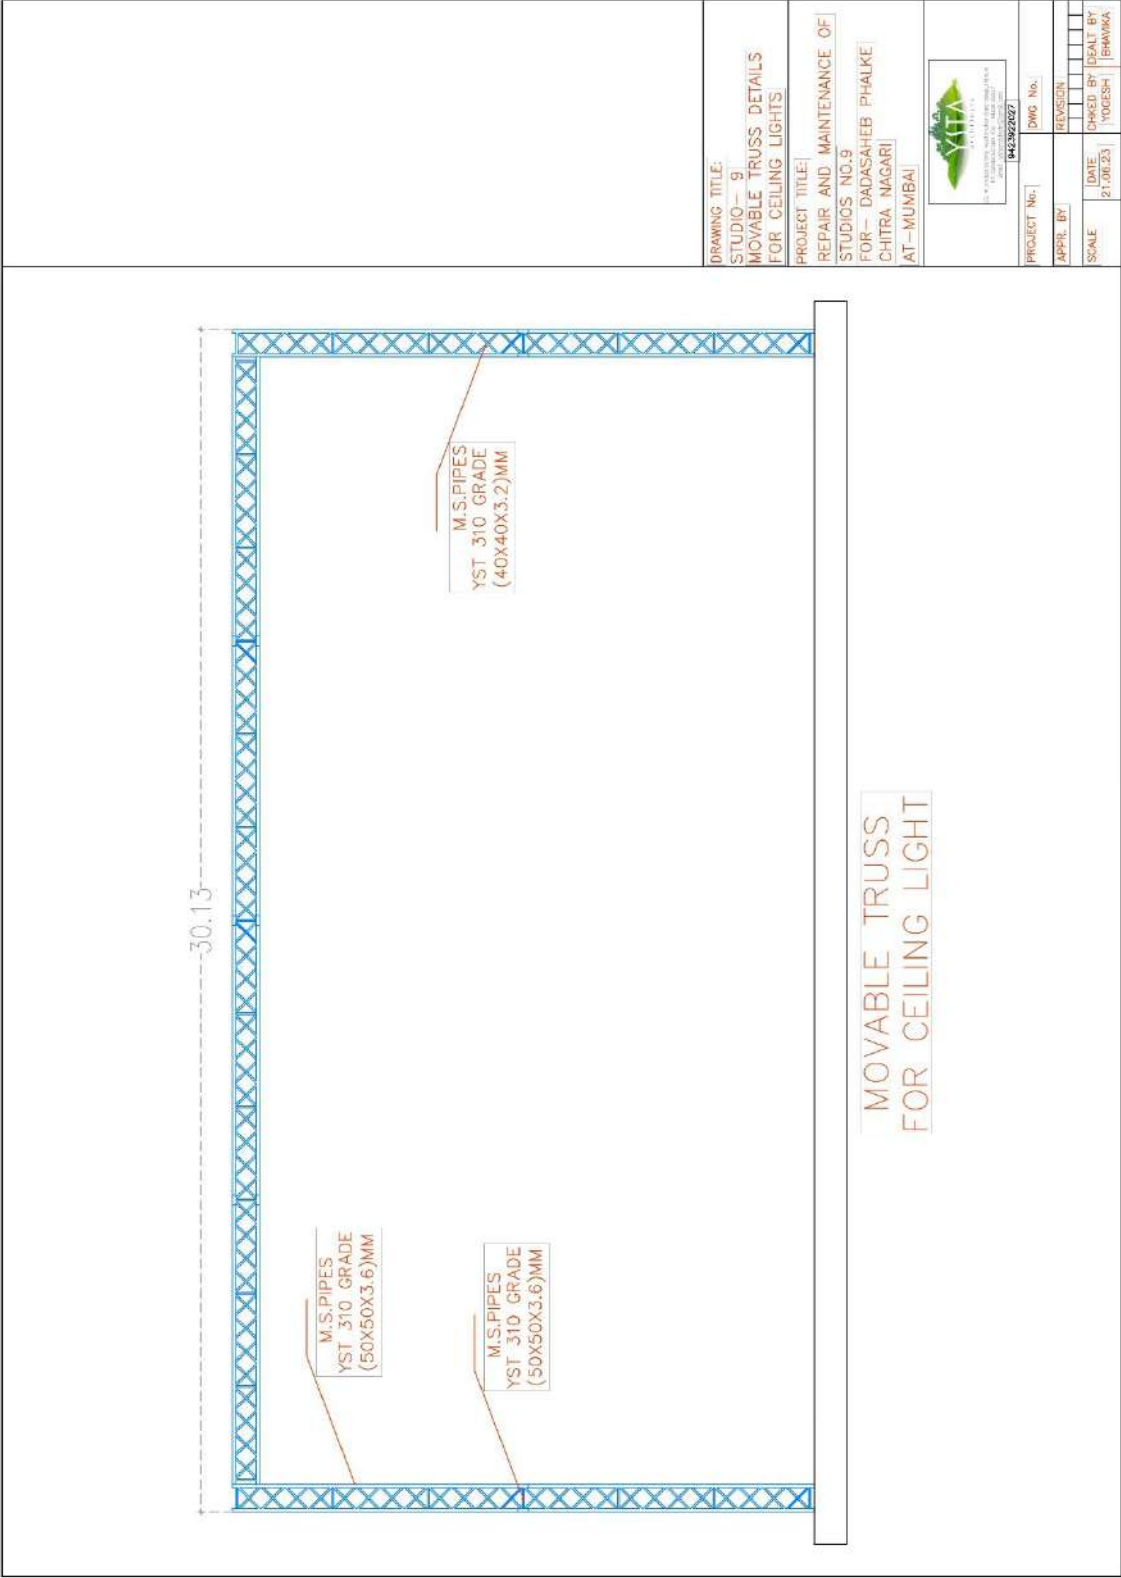 30.13
M.S.PIPES
YST 310 GRADE
(50X50X3.6)MM
M.S.PIPES
YST 310 GRADE
(50X50X3.6)MM
M.S.PIPES
YST 310 GRADE
(40X40X3.2)MM
MOVABLE TRUSS
FOR CEILING LIGHT
DRAWING TITLE:
STUDIO- 9
MOVABLE TRUSS DETAILS
FOR CEILING LIGHTS
PROJECT TITLE:
REPAIR AND MAINTENANCE OF
STUDIOS NO.9
FOR- DADASAHEB PHALKE
CHITRA NAGARI
AT-MUMBAI
architects
9423922027
PROJECT No. DWG No.
APPR. BY REVISION
SCALE DATE CHKED BY DEALT BY
21.06.23 YOGESH BHAVIKA